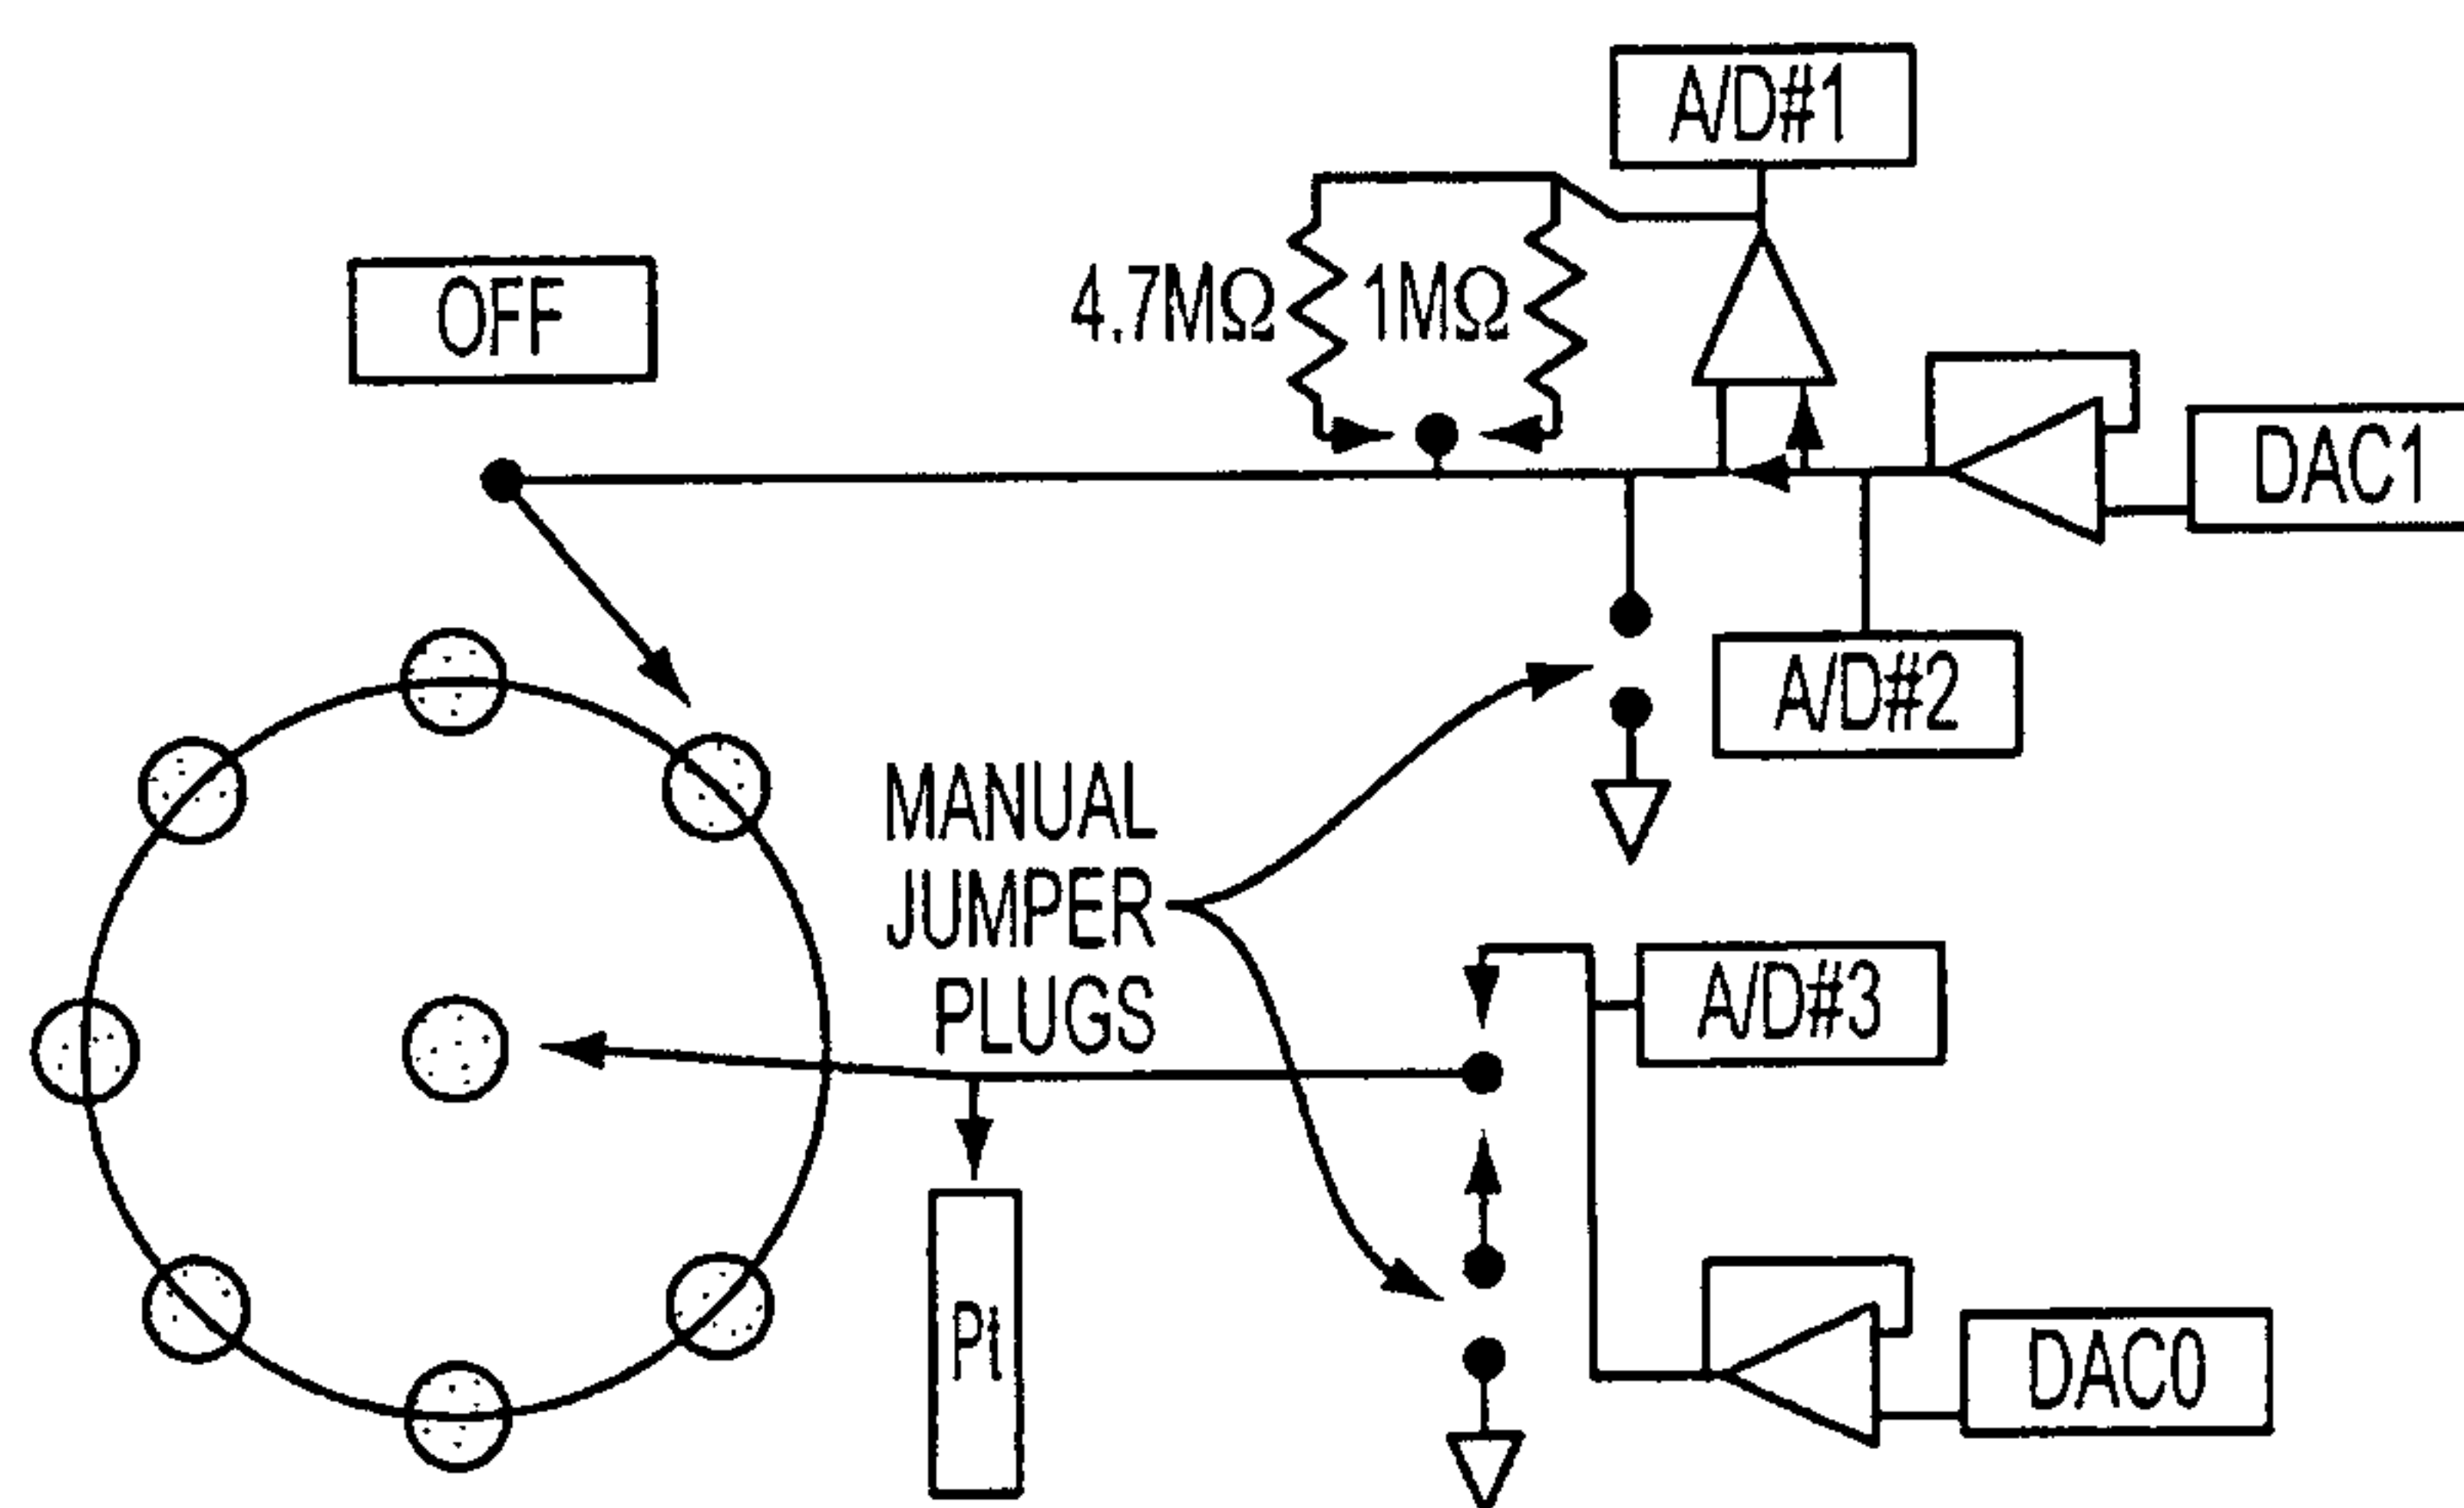 A/D#1
OFF
4.7MΩ
1MΩ
DAC1
A/D#2
MANUAL
JUMPER
PLUGS
A/D#3
Pt
DAC0